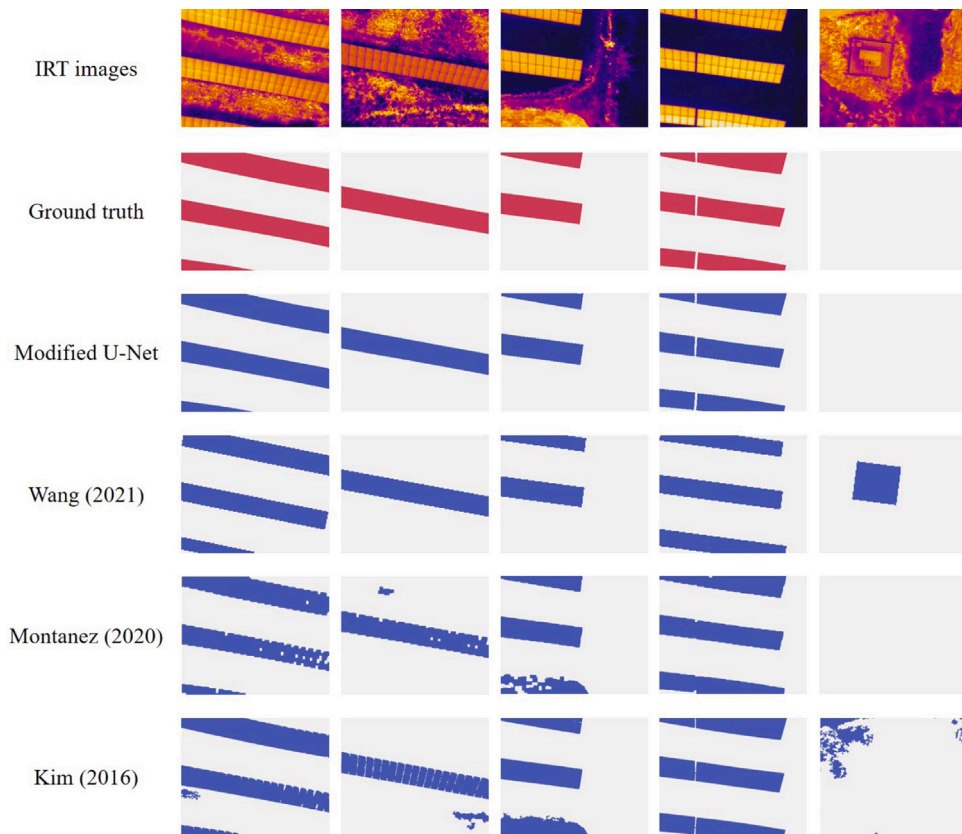 IRT images
Ground truth
Modified U-Net
Wang (2021)
Montanez (2020)
Kim (2016)